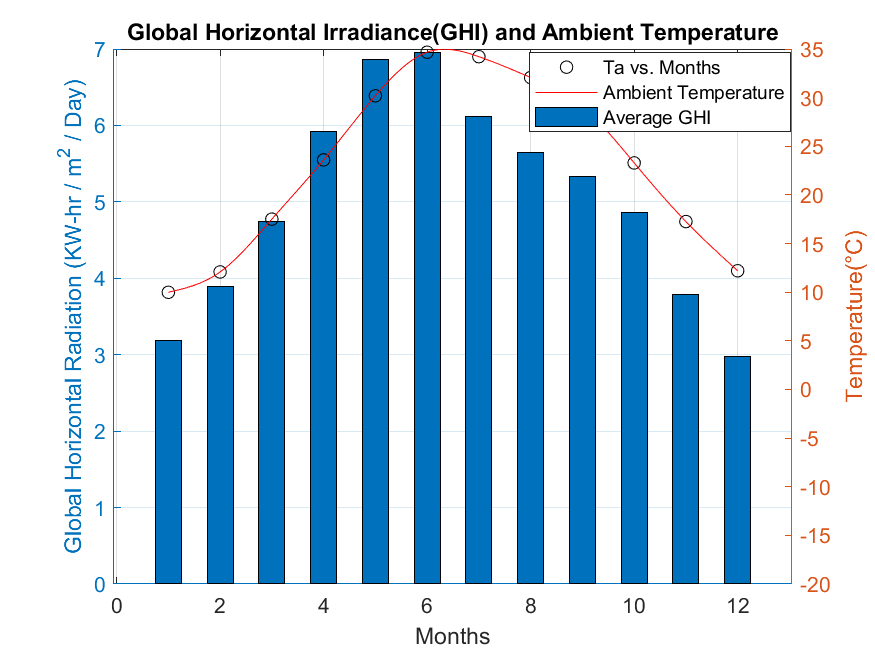 Global Horizontal Irradiance(GHI) and Ambient Temperature
Global Horizontal Radiation (KW-hr / m² / Day)
7
6
5
4
3
2
1
0
Ta vs. Months
Ambient Temperature
Average GHI
35
30
25
20
15
10
5
0
-5
-10
-15
-20
Temperature(°C)
0 2 4 6 8 10 12
Months